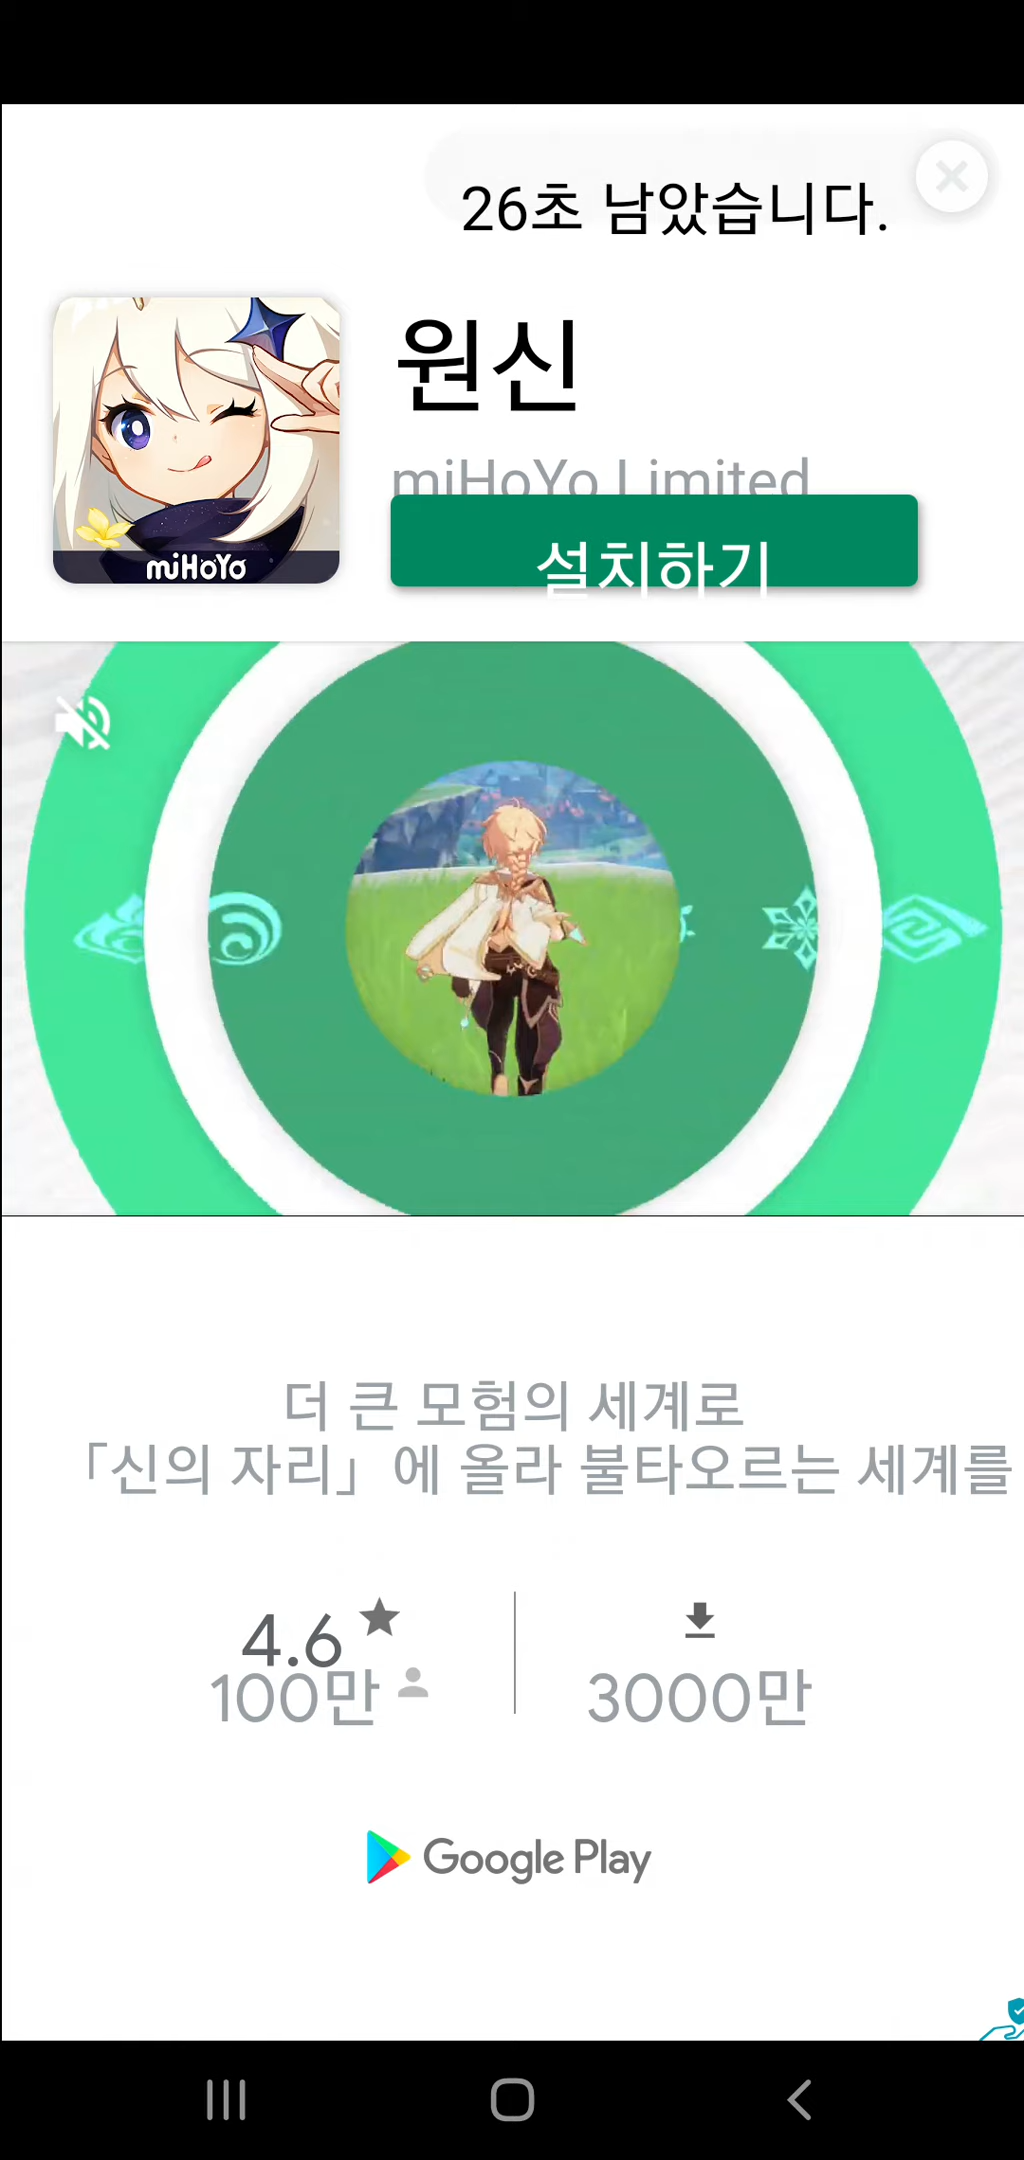 26초 남았습니다.
원신
miHoYo Limited
miHoYo
설치하기
더 큰 모험의 세계로
「신의 자리」에 올라 불타오르는 세계를
4.6
100만
3000만
Google Play